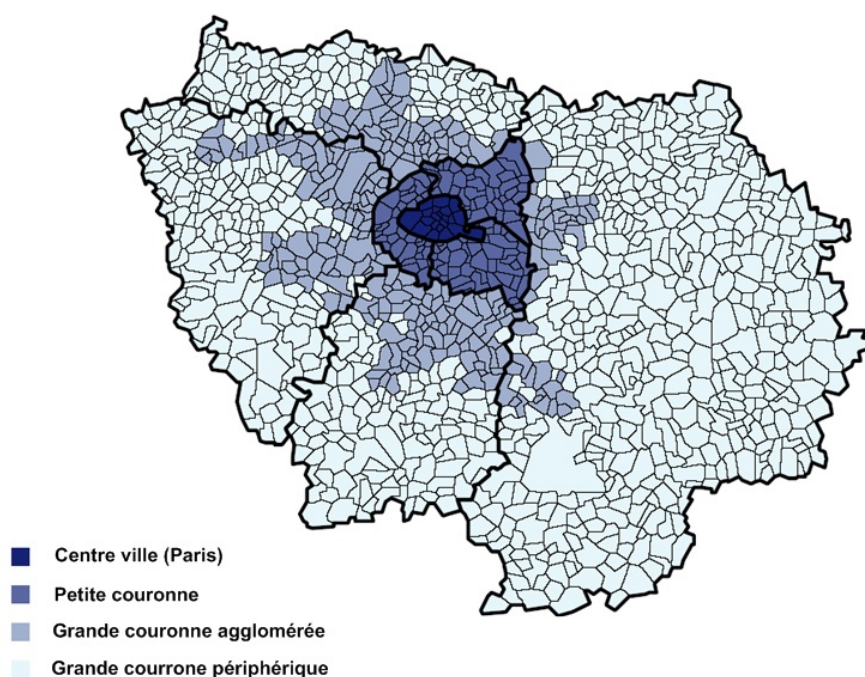 Centre ville (Paris)
Petite couronne
Grande couronne agglomérée
Grande courrone périphérique